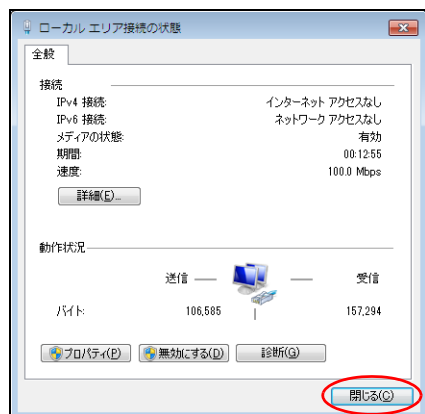 ローカル エリア接続の状態
全般
接続
IPv4 接続: インターネット アクセスなし
IPv6 接続: ネットワーク アクセスなし
メディアの状態: 有効
期間: 00:12:55
速度: 100.0 Mbps
詳細(E)...
動作状況
送信 受信
バイト: 106,585 157,294
プロパティ(P) 無効にする(D) 診断(G)
閉じる(C)